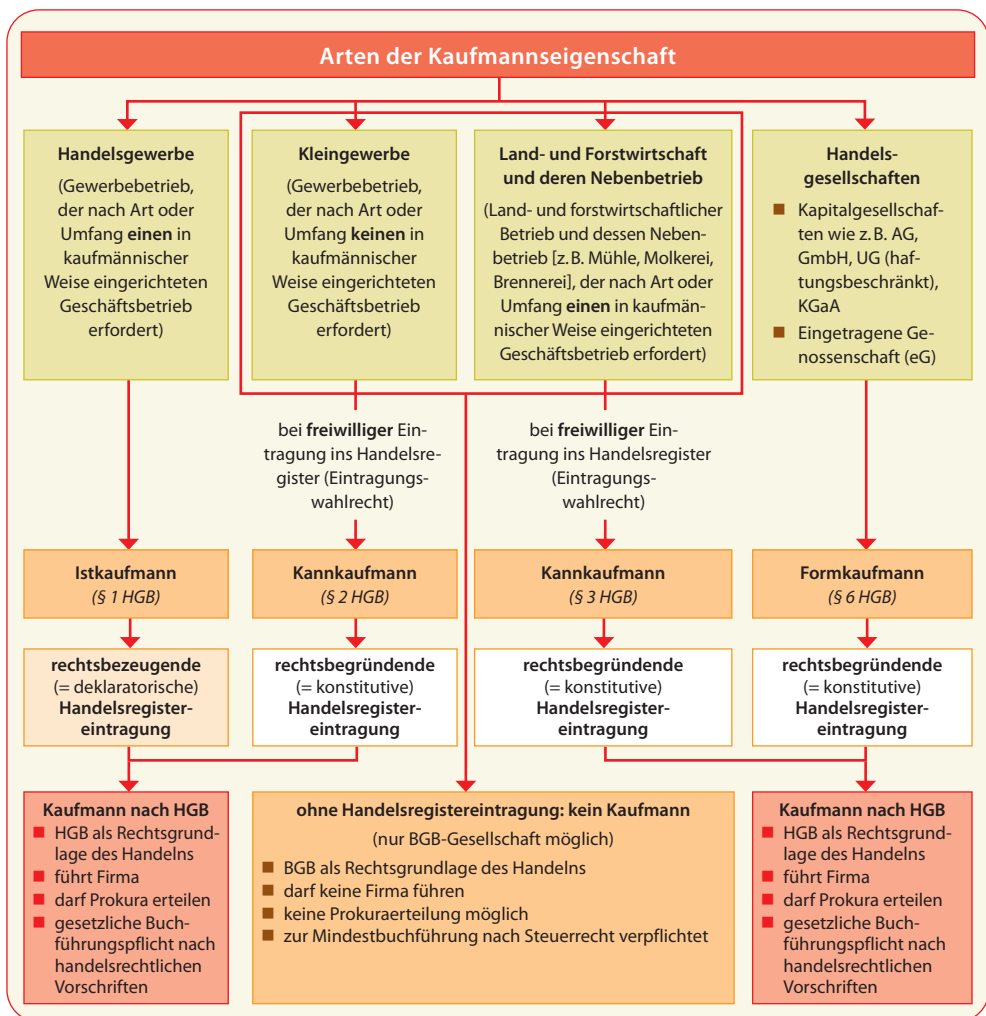 Arten der Kaufmannseigenschaft
Handelsgewerbe
(Gewerbebetrieb,
der nach Art oder
Umfang einen in
kaufmännischer
Weise eingerichteten
Geschäftsbetrieb
erfordert)
Kleingewerbe
(Gewerbebetrieb,
der nach Art oder
Umfang keinen in
kaufmännischer
Weise eingerichteten
Geschäftsbetrieb
erfordert)
Land- und Forstwirtschaft
und deren Nebenbetrieb
(Land- und forstwirtschaftlicher
Betrieb und dessen Neben-
betrieb [z. B. Mühle, Molkerei,
Brennerei], der nach Art oder
Umfang einen in kaufmän-
nischer Weise eingerichteten
Geschäftsbetrieb erfordert)
Handels-
gesellschaften
■ Kapitalgesellschaf-
ten wie z. B. AG,
GmbH, UG (haf-
tungsbeschränkt),
KGaA
■ Eingetragene Ge-
nossenschaft (eG)
bei freiwilliger Ein-
tragung ins Handelsre-
gister (Eintragungs-
wahlrecht)
bei freiwilliger Ein-
tragung ins Handelsregister
(Eintragungs-
wahlrecht)
Istkaufmann
(§ 1 HGB)
Kannkaufmann
(§ 2 HGB)
Kannkaufmann
(§ 3 HGB)
Formkaufmann
(§ 6 HGB)
rechtsbezeugende
(= deklaratorische)
Handelsregister-
eintragung
rechtsbegründende
(= konstitutive)
Handelsregister-
eintragung
rechtsbegründende
(= konstitutive)
Handelsregister-
eintragung
rechtsbegründende
(= konstitutive)
Handelsregister-
eintragung
Kaufmann nach HGB
■ HGB als Rechtsgrund-
lage des Handelns
■ führt Firma
■ darf Prokura erteilen
■ gesetzliche Buch-
führungspflicht nach
handelsrechtlichen
Vorschriften
ohne Handelsregistereintragung: kein Kaufmann
(nur BGB-Gesellschaft möglich)
■ BGB als Rechtsgrundlage des Handelns
■ darf keine Firma führen
■ keine Prokuraerteilung möglich
■ zur Mindestbuchführung nach Steuerrecht verpflichtet
Kaufmann nach HGB
■ HGB als Rechtsgrund-
lage des Handelns
■ führt Firma
■ darf Prokura erteilen
■ gesetzliche Buch-
führungspflicht nach
handelsrechtlichen
Vorschriften